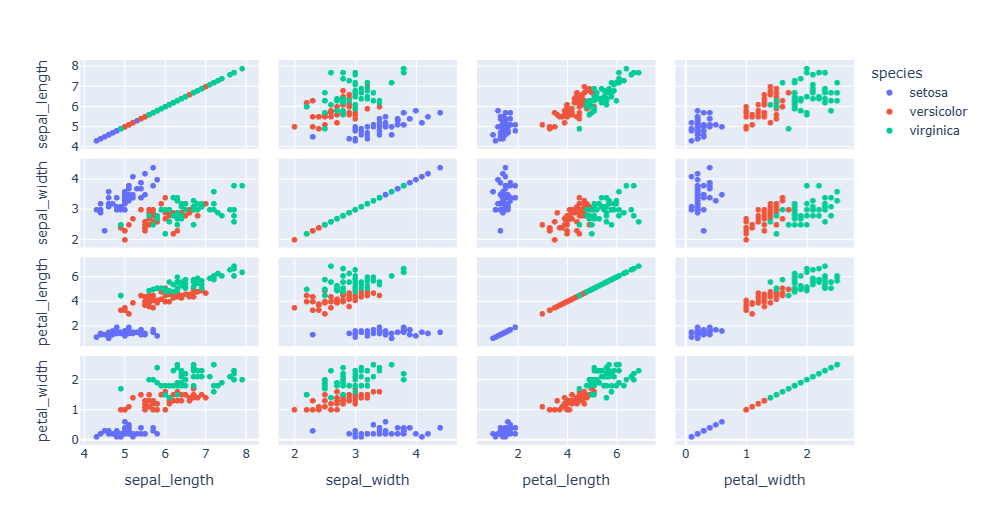 sepal_length
8
7
6
5
4
sepal_width
4
3
2
petal_length
6
4
2
petal_width
2
1
0
4 5 6 7 8
2 3 4
2 4 6
0 1 2
sepal_length
sepal_width
petal_length
petal_width
species
setosa
versicolor
virginica